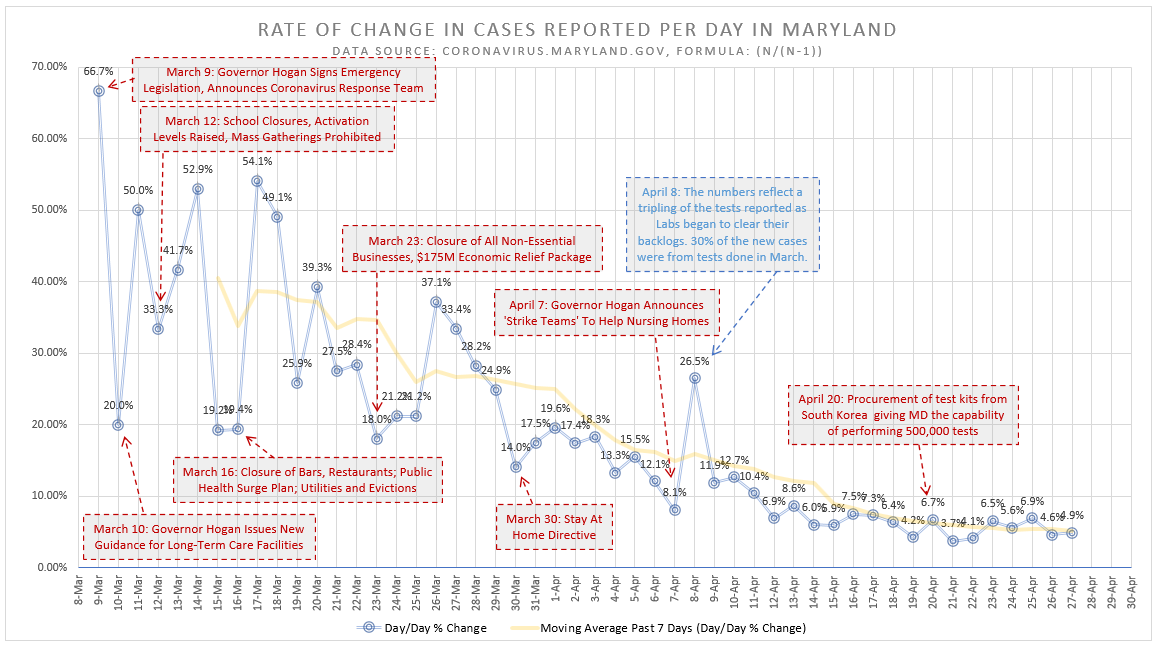 RATE OF CHANGE IN CASES REPORTED PER DAY IN MARYLAND
DATA SOURCE: CORONAVIRUS.MARYLAND.GOV, FORMULA: (N/(N-1))
70.00%
60.00%
50.00%
40.00%
30.00%
20.00%
10.00%
0.00%
March 9: Governor Hogan Signs Emergency
Legislation, Announces Coronavirus Response Team
March 12: School Closures, Activation
Levels Raised, Mass Gatherings Prohibited
March 23: Closure of All Non-Essential
Businesses, $175M Economic Relief Package
April 8: The numbers reflect a
tripling of the tests reported as
Labs began to clear their
backlogs. 30% of the new cases
were from tests done in March.
April 7: Governor Hogan Announces
'Strike Teams' To Help Nursing Homes
April 20: Procurement of test kits from
South Korea giving MD the capability
of performing 500,000 tests
March 16: Closure of Bars, Restaurants; Public
Health Surge Plan; Utilities and Evictions
March 10: Governor Hogan Issues New
Guidance for Long-Term Care Facilities
March 30: Stay At
Home Directive
66.7%
20.0%
50.0%
33.3%
41.7%
52.9%
19.2%
19.4%
54.1%
49.1%
25.9%
39.3%
27.5%
28.4%
18.0%
21.2%
21.2%
37.1%
33.4%
28.2%
24.9%
14.0%
17.5%
19.6%
17.4%
18.3%
13.3%
15.5%
12.1%
8.1%
26.5%
11.9%
12.7%
10.4%
6.9%
8.6%
6.0%
5.9%
7.5%
7.3%
6.4%
4.2%
6.7%
3.7%
4.1%
6.5%
5.6%
6.9%
4.6%
4.9%
8-Mar
9-Mar
10-Mar
11-Mar
12-Mar
13-Mar
14-Mar
15-Mar
16-Mar
17-Mar
18-Mar
19-Mar
20-Mar
21-Mar
22-Mar
23-Mar
24-Mar
25-Mar
26-Mar
27-Mar
28-Mar
29-Mar
30-Mar
31-Mar
1-Apr
2-Apr
3-Apr
4-Apr
5-Apr
6-Apr
7-Apr
8-Apr
9-Apr
10-Apr
11-Apr
12-Apr
13-Apr
14-Apr
15-Apr
16-Apr
17-Apr
18-Apr
19-Apr
20-Apr
21-Apr
22-Apr
23-Apr
24-Apr
25-Apr
26-Apr
27-Apr
28-Apr
29-Apr
30-Apr
Day/Day % Change
Moving Average Past 7 Days (Day/Day % Change)